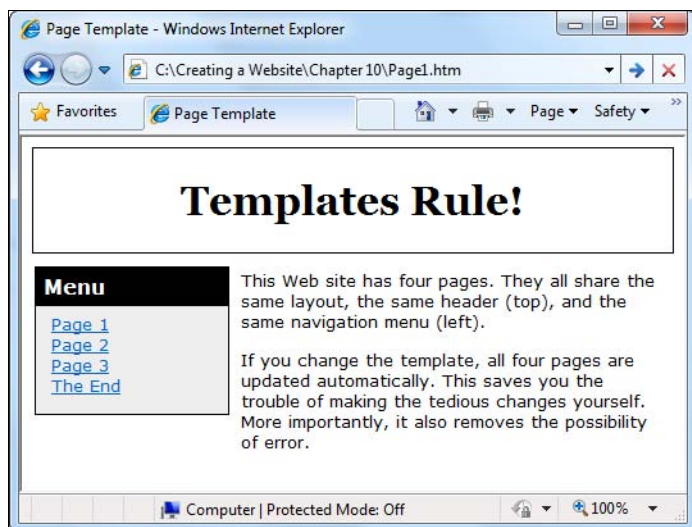 Page Template - Windows Internet Explorer
C:\Creating a Website\Chapter 10\Page1.htm
Favorites
Page Template
Page
Safety
»
Templates Rule!
Menu
Page 1
Page 2
Page 3
The End
This Web site has four pages. They all share the
same layout, the same header (top), and the
same navigation menu (left).
If you change the template, all four pages are
updated automatically. This saves you the
trouble of making the tedious changes yourself.
More importantly, it also removes the possibility
of error.
Computer | Protected Mode: Off
100%